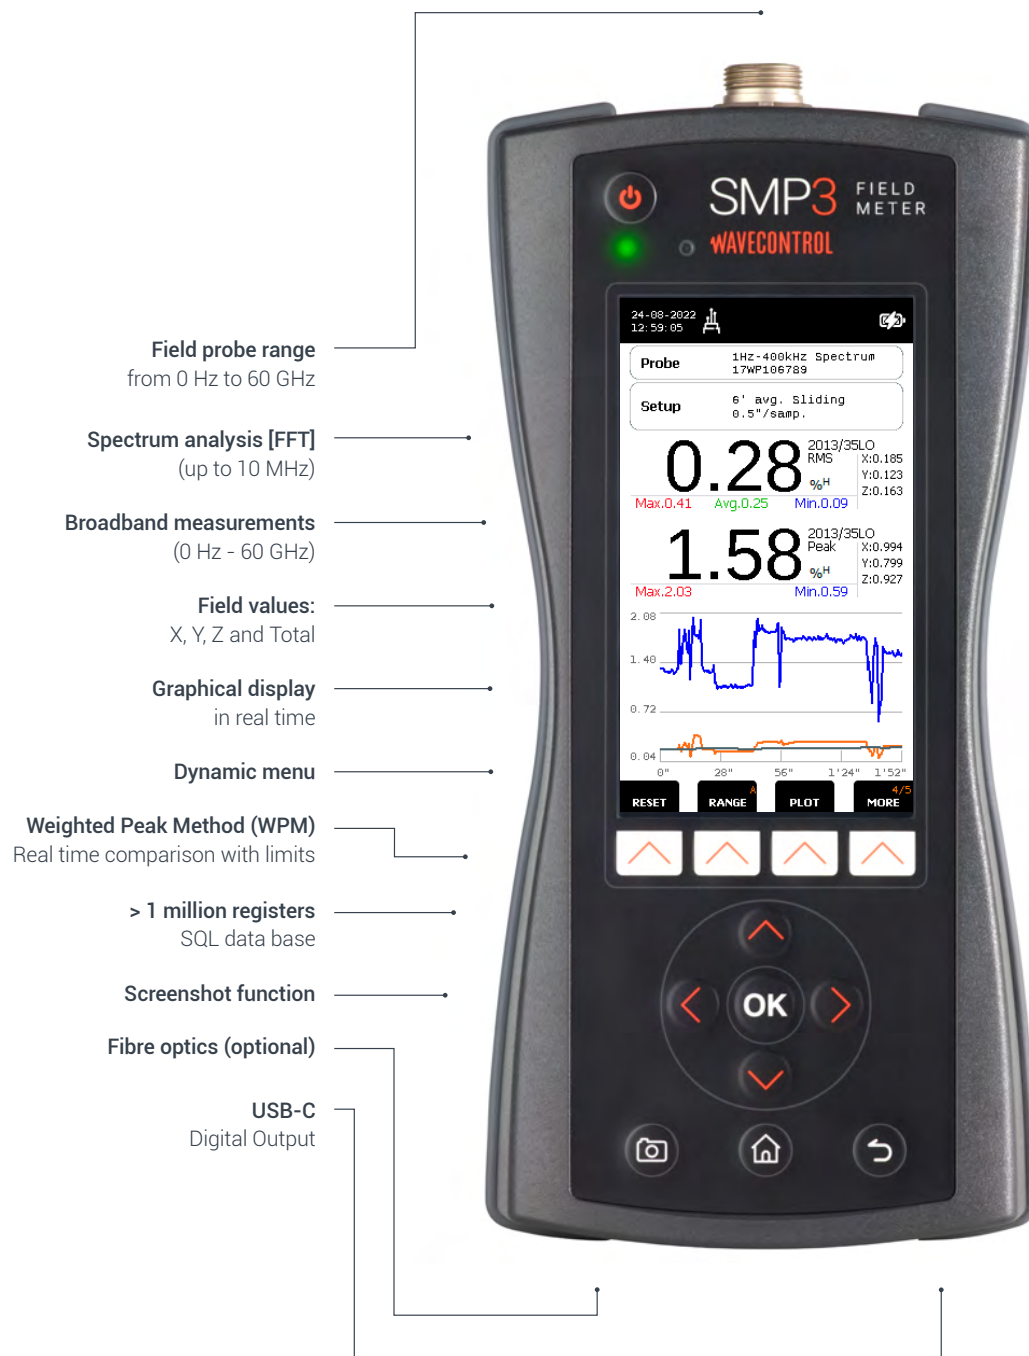 Field probe range
from 0 Hz to 60 GHz
Spectrum analysis [FFT]
(up to 10 MHz)
Broadband measurements
(0 Hz - 60 GHz)
Field values:
X, Y, Z and Total
Graphical display
in real time
Dynamic menu
Weighted Peak Method (WPM)
Real time comparison with limits
> 1 million registers
SQL data base
Screenshot function
Fibre optics (optional)
USB-C
Digital Output
SMP3 FIELD
METER
WAVECONTROL
24-08-2022
12:59:05
Probe
1Hz-400kHz Spectrum
17WP106789
Setup
6' avg. Sliding
0.5"/samp.
0.28
2013/35LO
RMS
%H
X:0.185
Y:0.123
Z:0.163
Max.0.41 Avg.0.25 Min.0.09
1.58
2013/35LO
Peak
%H
X:0.994
Y:0.799
Z:0.927
Max.2.03 Min.0.59
2.08
1.40
0.72
0.04
0" 28" 56" 1'24" 1'52"
A 4/5
RESET RANGE PLOT MORE
OK